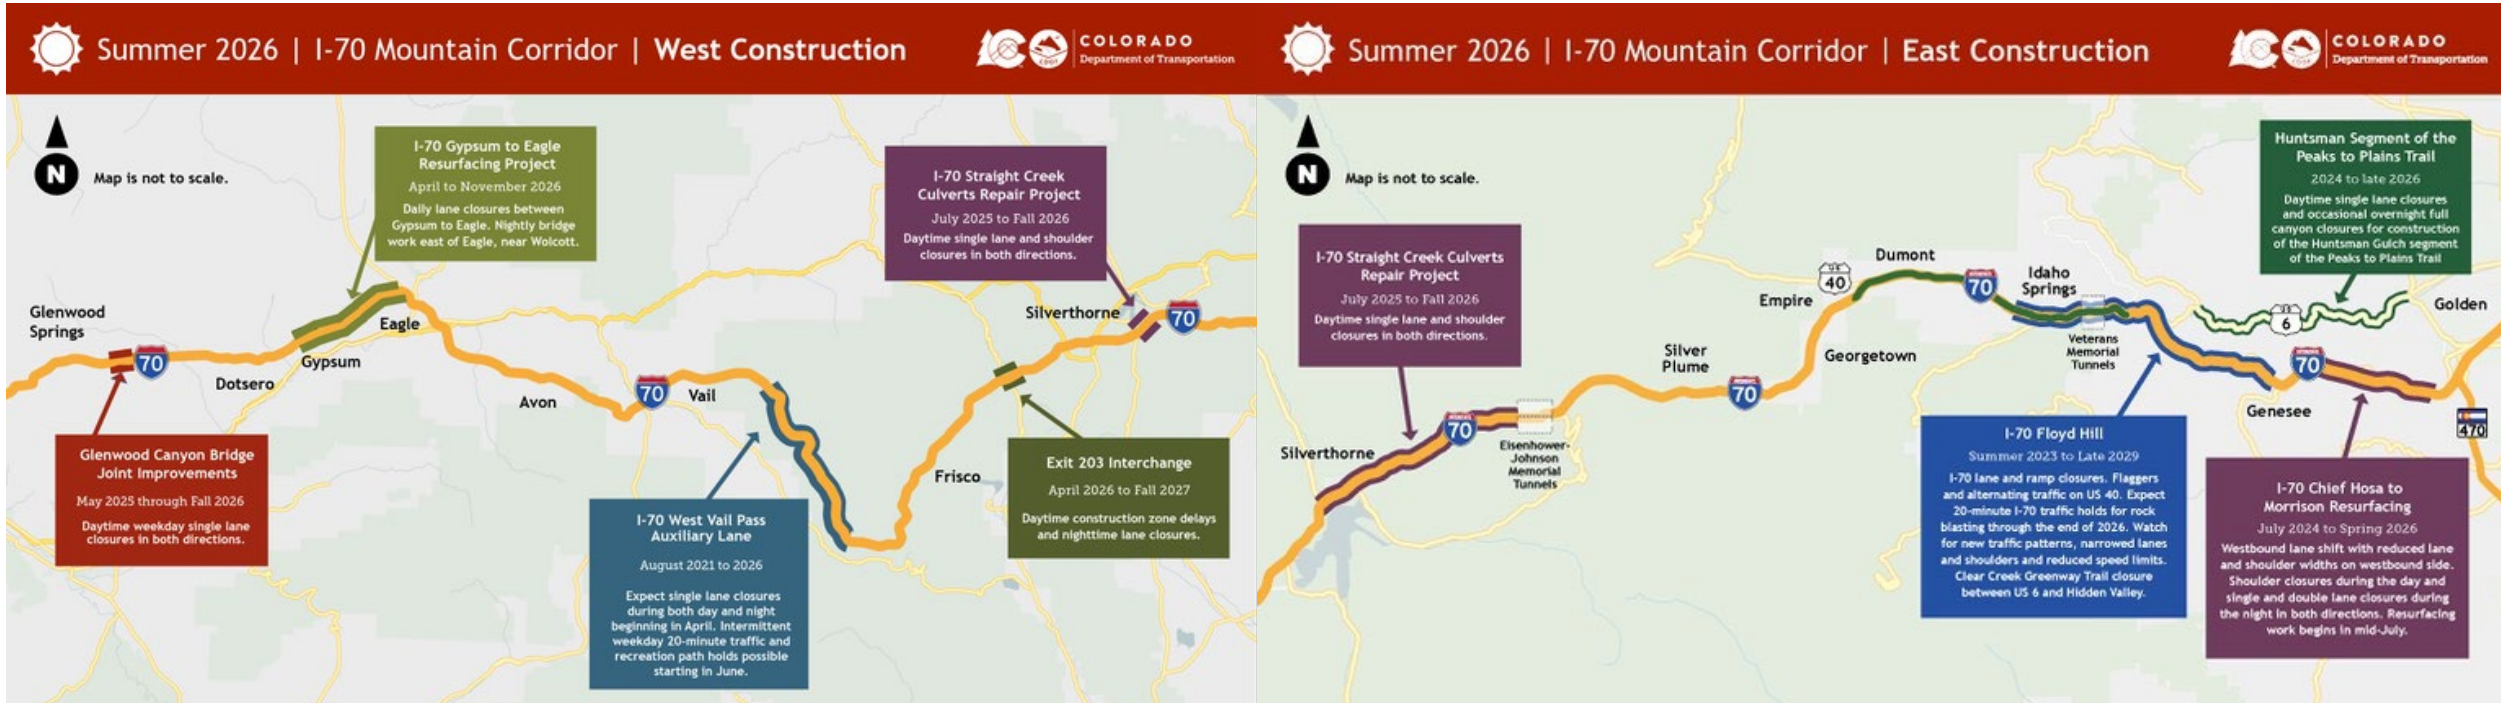 Summer 2026 | I-70 Mountain Corridor | West Construction
COLORADO
Department of Transportation
CDOT
N
Map is not to scale.
I-70 Gypsum to Eagle
Resurfacing Project
April to November 2026
Daily lane closures between
Gypsum to Eagle. Nightly bridge
work east of Eagle, near Wolcott.
I-70 Straight Creek
Culverts Repair Project
July 2025 to Fall 2026
Daytime single lane and shoulder
closures in both directions.
Glenwood
Springs
70
Dotsero
Gypsum
Eagle
Avon
70
Vail
Frisco
Silverthorne
70
Glenwood Canyon Bridge
Joint Improvements
May 2025 through Fall 2026
Daytime weekday single lane
closures in both directions.
I-70 West Vail Pass
Auxiliary Lane
August 2021 to 2026
Expect single lane closures
during both day and night
beginning in April. Intermittent
weekday 20-minute traffic and
recreation path holds possible
starting in June.
Exit 203 Interchange
April 2026 to Fall 2027
Daytime construction zone delays
and nighttime lane closures.
Summer 2026 | I-70 Mountain Corridor | East Construction
COLORADO
Department of Transportation
CDOT
N
Map is not to scale.
I-70 Straight Creek Culverts
Repair Project
July 2025 to Fall 2026
Daytime single lane and shoulder
closures in both directions.
Huntsman Segment of the
Peaks to Plains Trail
2024 to late 2026
Daytime single lane closures
and occasional overnight full
canyon closures for construction
of the Huntsman Gulch segment
of the Peaks to Plains Trail
Silverthorne
70
Eisenhower-
Johnson
Memorial
Tunnels
Silver
Plume
70
Georgetown
Empire
US
40
Dumont
70
Idaho
Springs
Veterans
Memorial
Tunnels
US
6
Golden
70
Genesee
470
I-70 Floyd Hill
Summer 2023 to Late 2029
I-70 lane and ramp closures. Flaggers
and alternating traffic on US 40. Expect
20-minute I-70 traffic holds for rock
blasting through the end of 2026. Watch
for new traffic patterns, narrowed lanes
and shoulders and reduced speed limits.
Clear Creek Greenway Trail closure
between US 6 and Hidden Valley.
I-70 Chief Hosa to
Morrison Resurfacing
July 2024 to Spring 2026
Westbound lane shift with reduced lane
and shoulder widths on westbound side.
Shoulder closures during the day and
single and double lane closures during
the night in both directions. Resurfacing
work begins in mid-July.